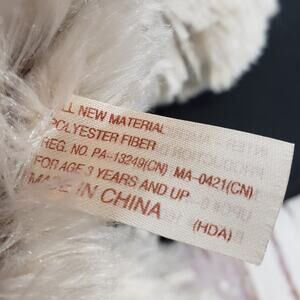 LL NEW MATERIAL
POLYESTER FIBER
REG. NO. PA-13249(CN) MA-0421(CN)
FOR AGE 3 YEARS AND UP
MADE IN CHINA (HDA)